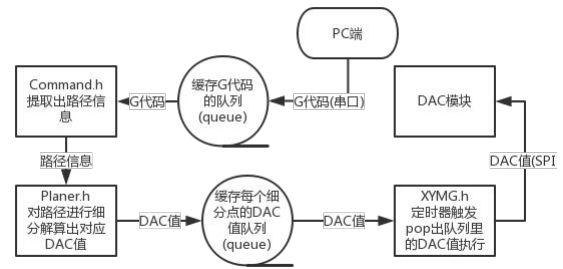 PC端
Command.h
提取出路径信
息
G代码
缓存G代码
的队列
(queue)
G代码(串口)
DAC模块
路径信息
DAC值(SPI
Planer.h
对路径进行细
分解算出对应
DAC值
DAC值
缓存每个细
分点的DAC
值队列
(queue)
DAC值
XYMG.h
定时器触发
pop出队列里
的DAC值执行